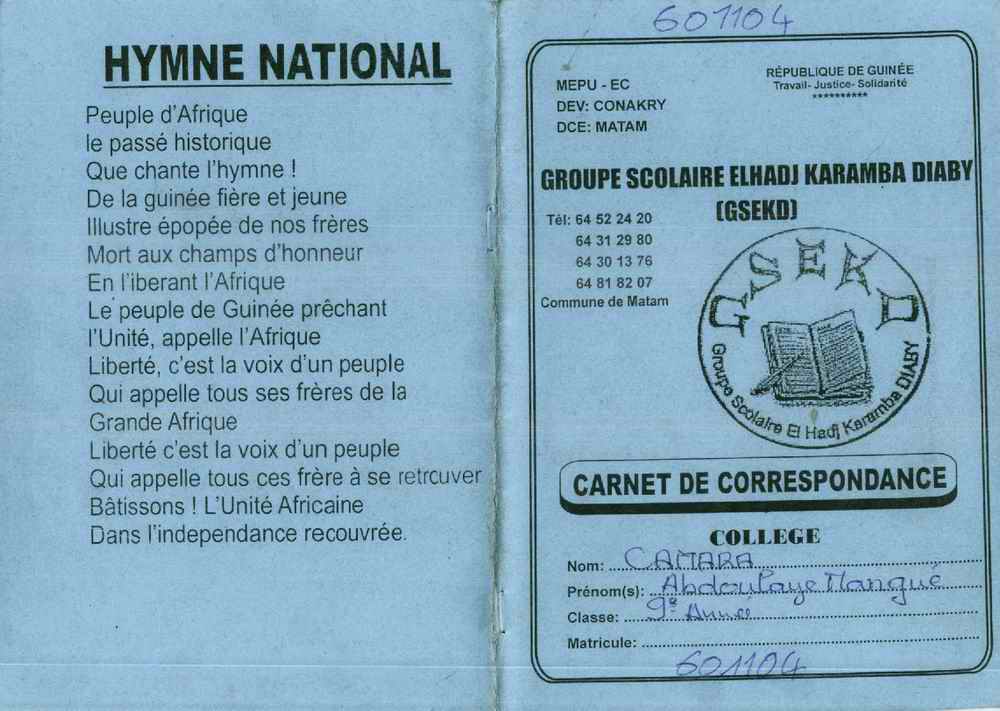 HYMNE NATIONAL
Peuple d'Afrique
le passé historique
Que chante l'hymne !
De la guinée fière et jeune
Illustre épopée de nos frères
Mort aux champs d'honneur
En l'iberant l'Afrique
Le peuple de Guinée prêchant
l'Unité, appelle l'Afrique
Liberté, c'est la voix d'un peuple
Qui appelle tous ses frères de la
Grande Afrique
Liberté c'est la voix d'un peuple
Qui appelle tous ces frère à se retrouver
Bâtissons ! L'Unité Africaine
Dans l'independance recouvrée.
601104
MEPU - EC
DEV: CONAKRY
DCE: MATAM
RÉPUBLIQUE DE GUINÉE
Travail- Justice- Solidarité
**********
GROUPE SCOLAIRE ELHADJ KARAMBA DIABY
(GSEKD)
Tél: 64 52 24 20
64 31 29 80
64 30 13 76
64 81 82 07
Commune de Matam
GSEKD
Groupe Scolaire El Hadj Karamba DIABY
CARNET DE CORRESPONDANCE
COLLEGE
Nom: CAMARA
Prénom(s): Abdoulaye Mangué
Classe: 9e Année
Matricule:
601104